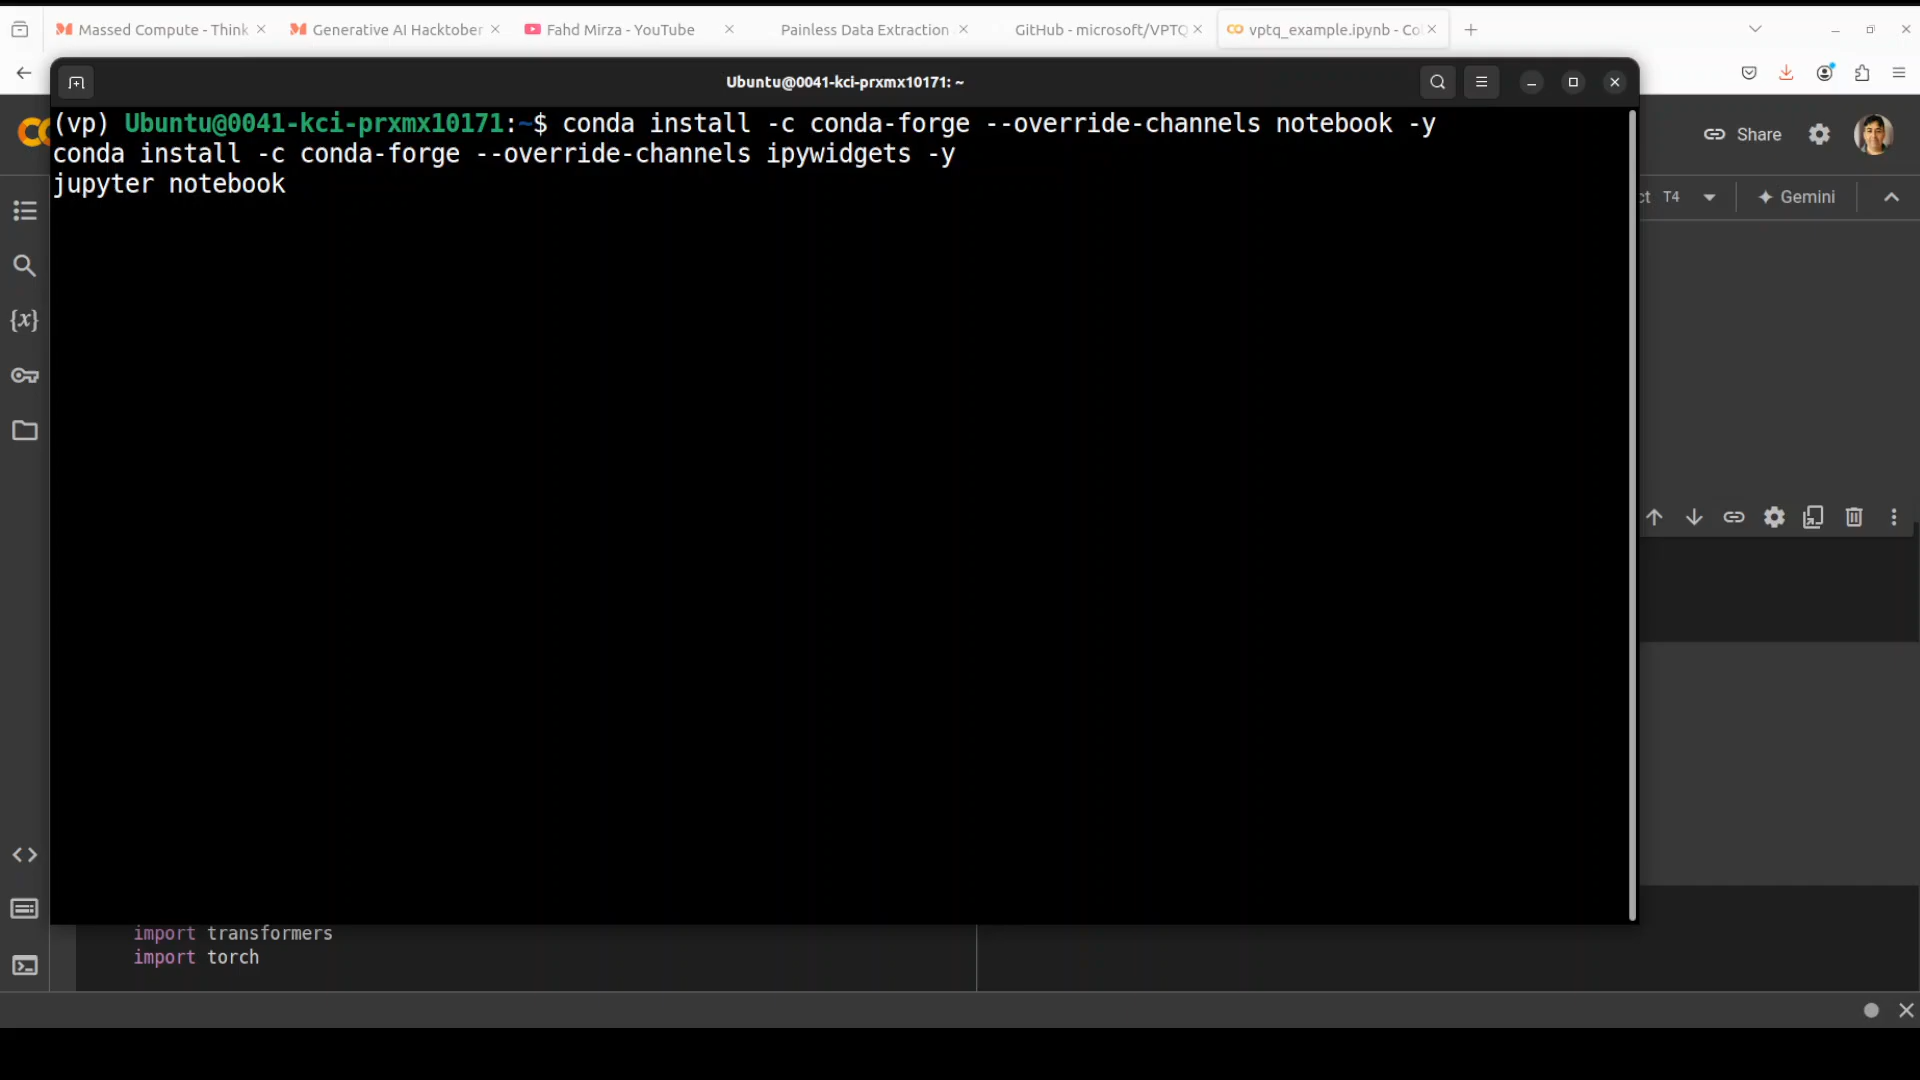 Massed Compute - Think
Generative AI Hacktober
Fahd Mirza - YouTube
Painless Data Extraction
GitHub - microsoft/VPTQ
vptq_example.ipynb - Co
Ubuntu@0041-kci-prxmx10171: ~
(vp) Ubuntu@0041-kci-prxmx10171:~$ conda install -c conda-forge --override-channels notebook -y
conda install -c conda-forge --override-channels ipywidgets -y
jupyter notebook
Share
ct T4
Gemini
{x}
import transformers
import torch